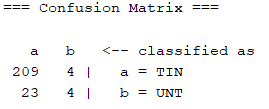 === Confusion Matrix ===
a b <-- classified as
209 4 | a = TIN
23 4 | b = UNT